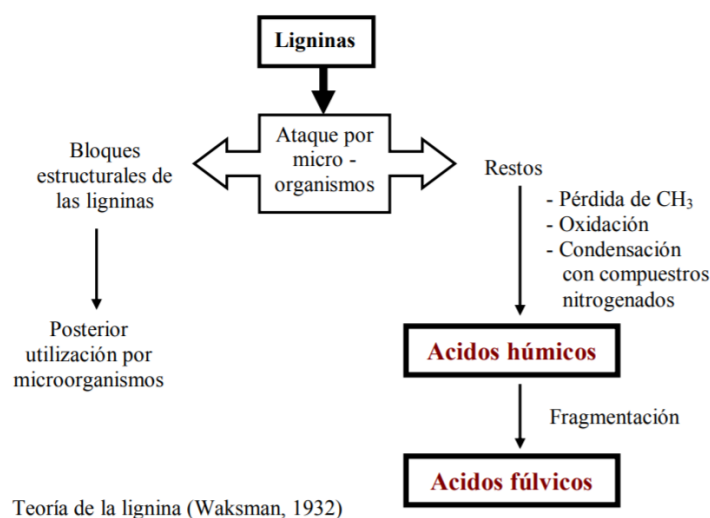 Ligninas
Ataque por
micro -
organismos
Bloques
estructurales de
las ligninas
Restos
- Pérdida de CH₃
- Oxidación
- Condensación
con compuestros
nitrogenados
Posterior
utilización por
microorganismos
Acidos húmicos
Fragmentación
Acidos fúlvicos
Teoría de la lignina (Waksman, 1932)